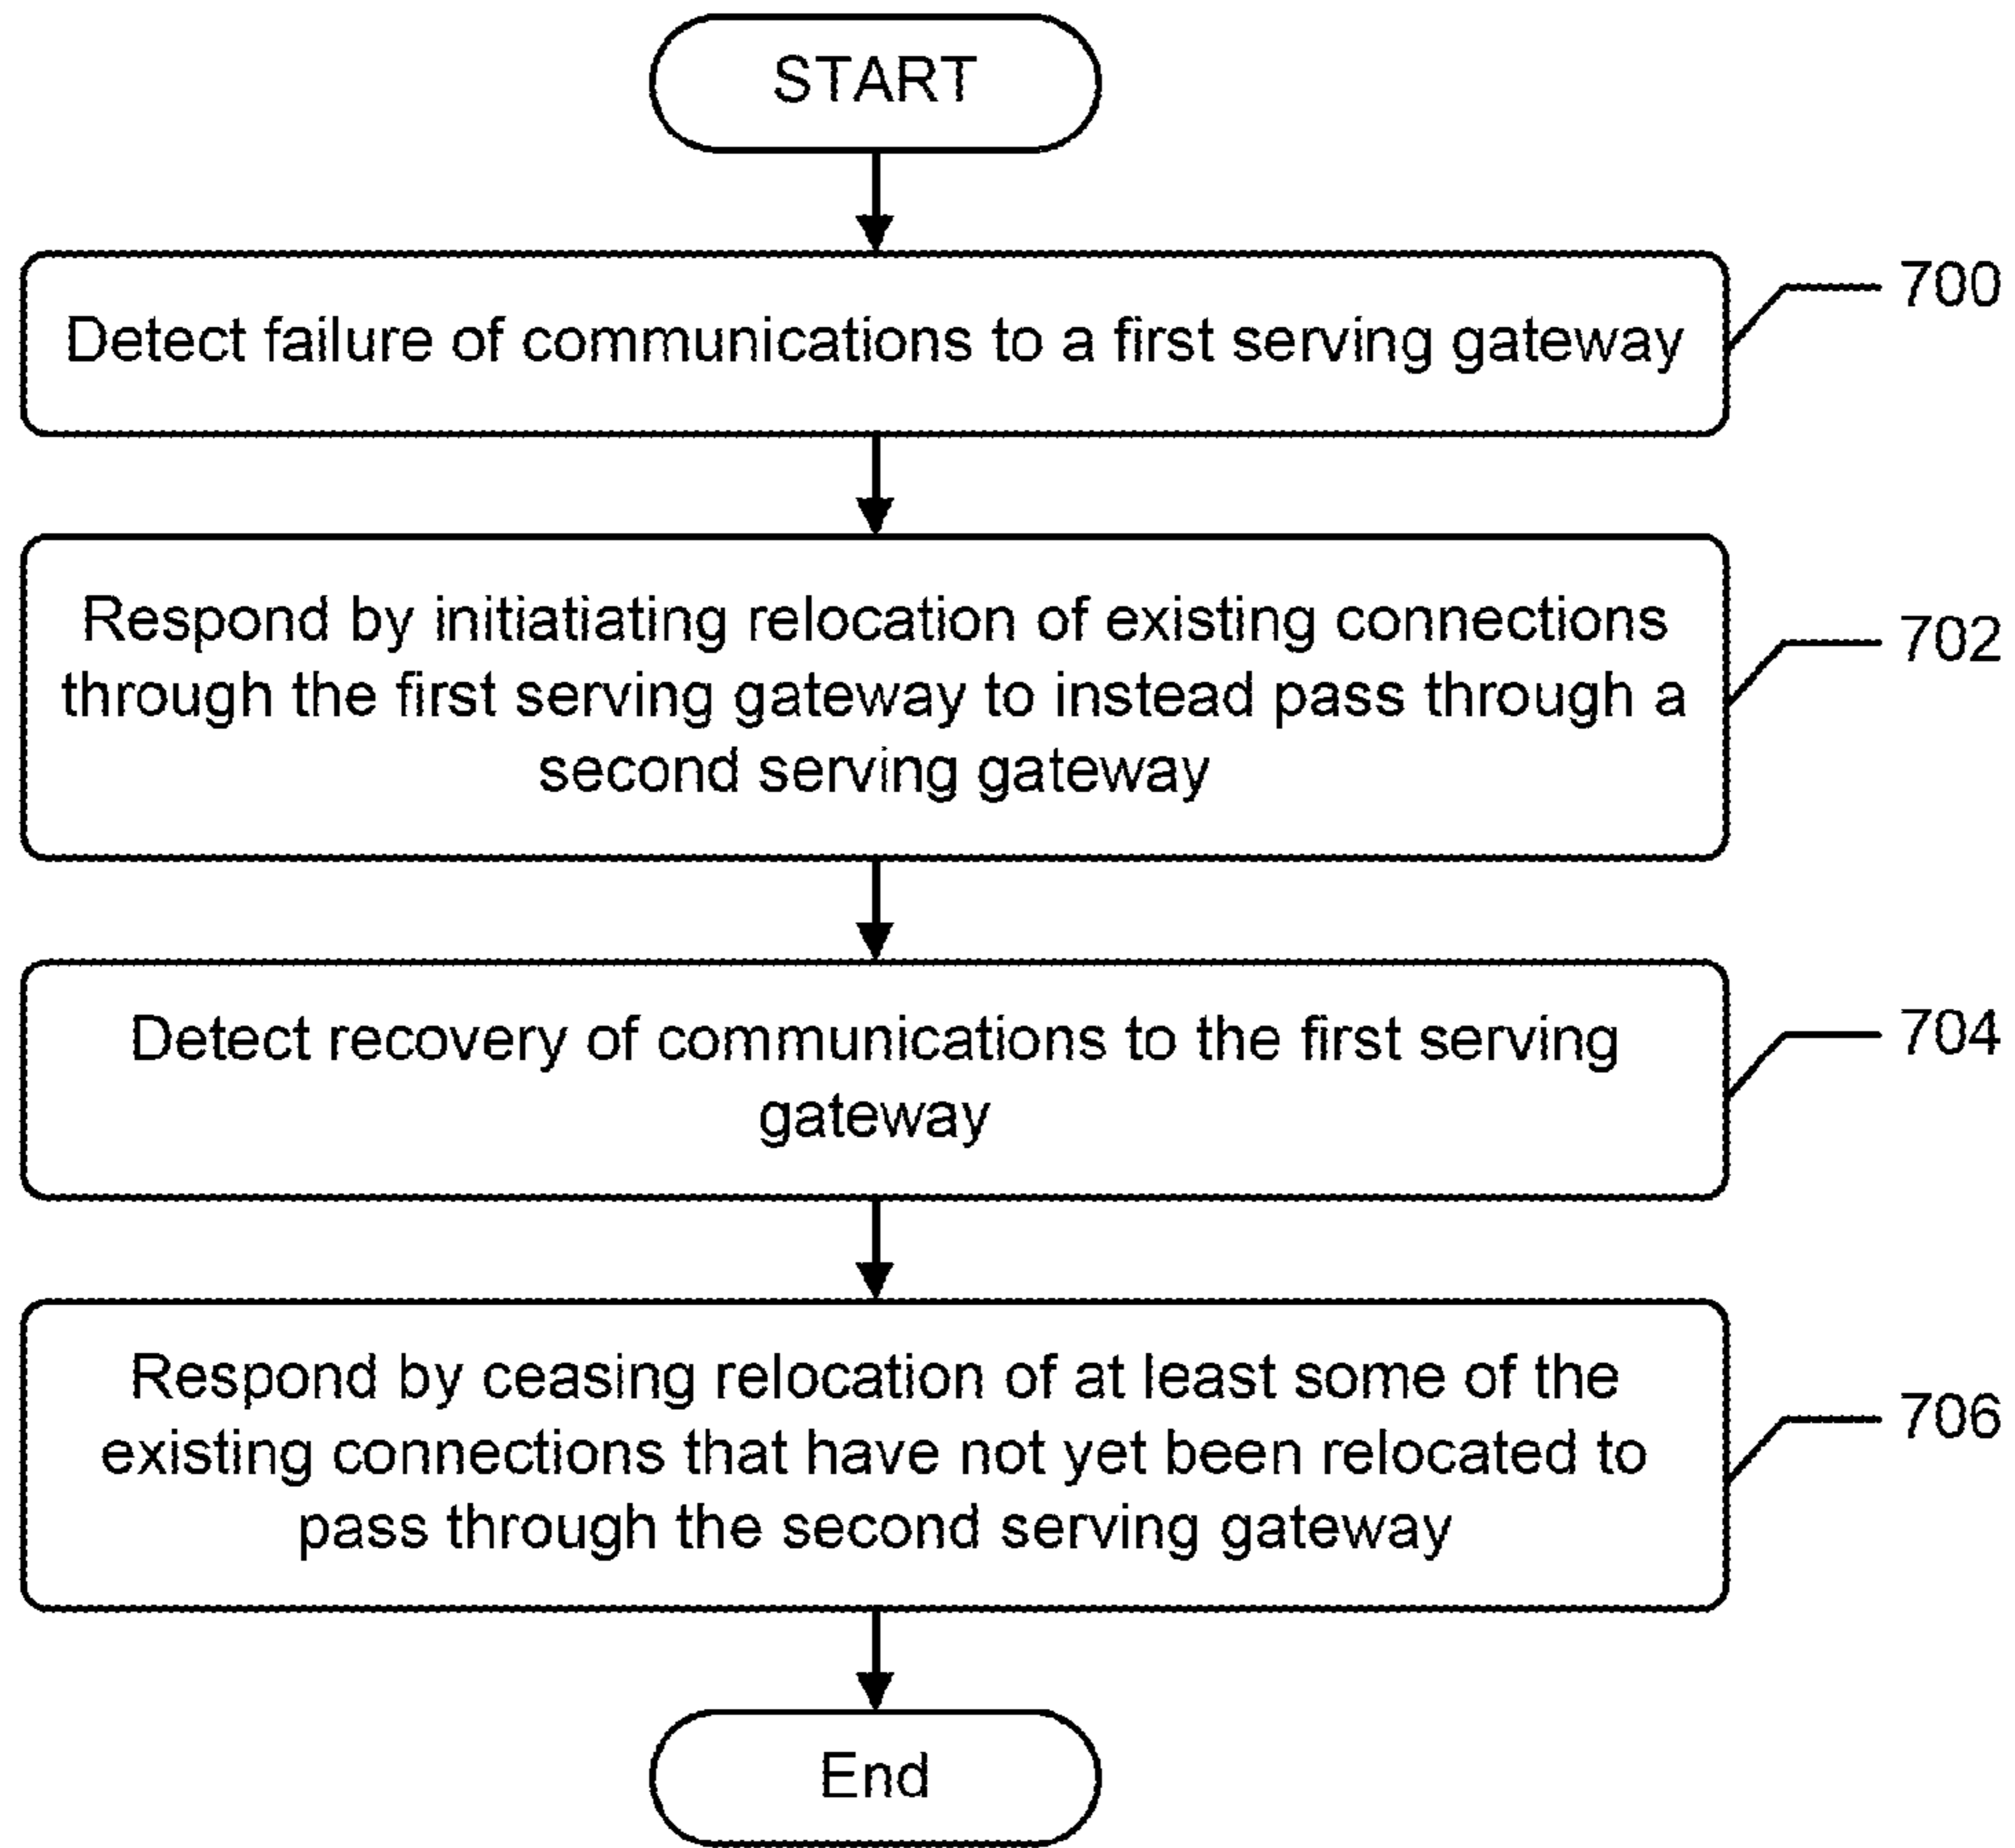 START
Detect failure of communications to a first serving gateway
700
Respond by initiatiating relocation of existing connections
through the first serving gateway to instead pass through a
second serving gateway
702
Detect recovery of communications to the first serving
gateway
704
Respond by ceasing relocation of at least some of the
existing connections that have not yet been relocated to
pass through the second serving gateway
706
End